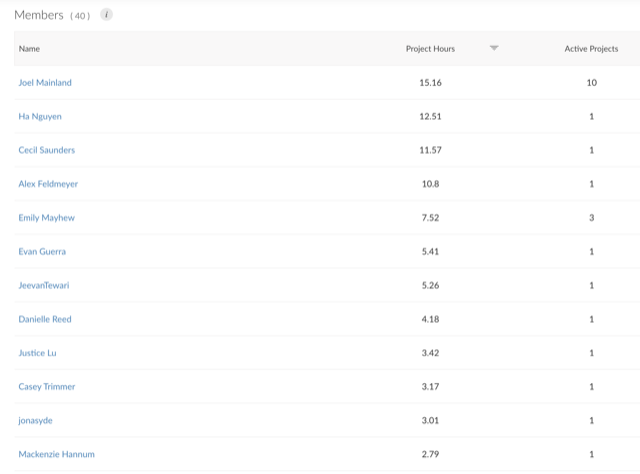 Members (40) i
Name Project Hours Active Projects
Joel Mainland 15.16 10
Ha Nguyen 12.51 1
Cecil Saunders 11.57 1
Alex Feldmeyer 10.8 1
Emily Mayhew 7.52 3
Evan Guerra 5.41 1
JeevanTewari 5.26 1
Danielle Reed 4.18 1
Justice Lu 3.42 1
Casey Trimmer 3.17 1
jonasyde 3.01 1
Mackenzie Hannum 2.79 1